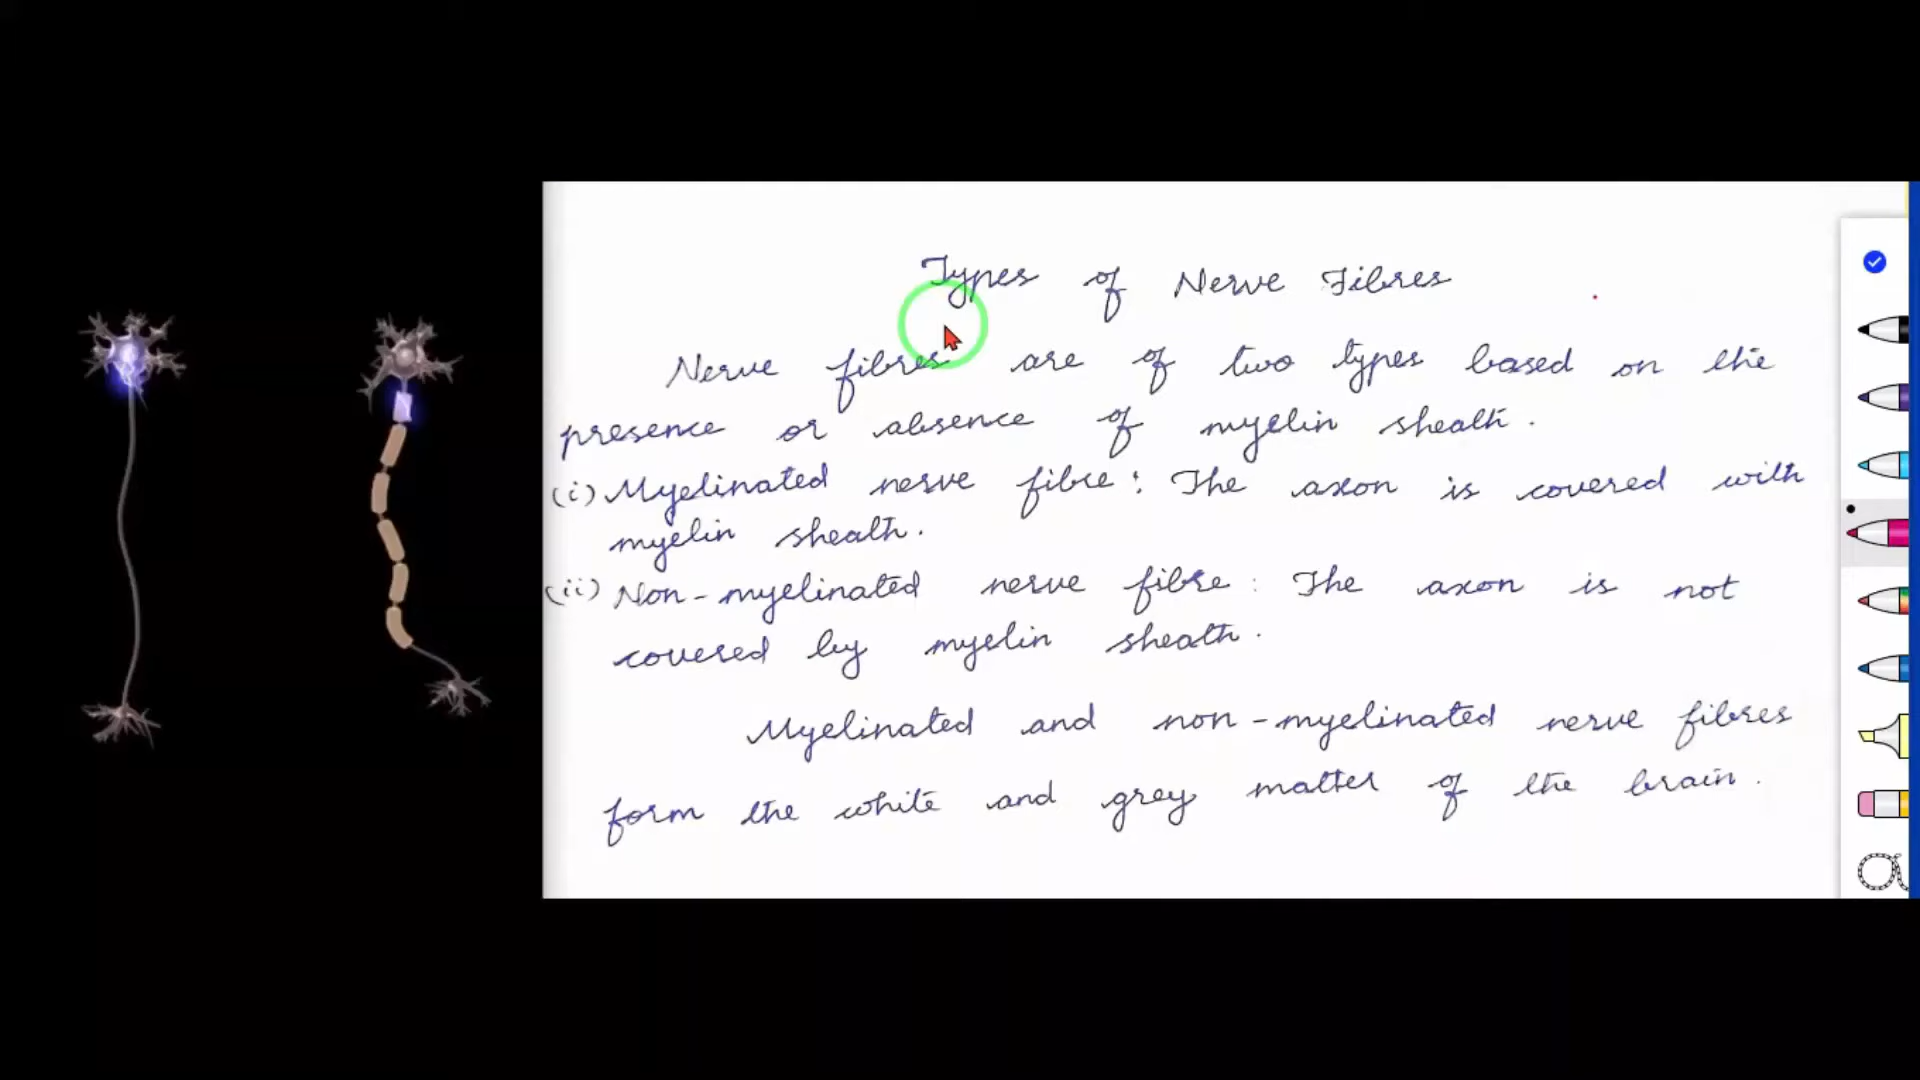 Types of Nerve Fibres
Nerve fibres are of two types based on the
presence or absence of myelin sheath.
(i) Myelinated nerve fibre: The axon is covered with
myelin sheath.
(ii) Non-myelinated nerve fibre: The axon is not
covered by myelin sheath.
Myelinated and non-myelinated nerve fibres
form the white and grey matter of the brain.